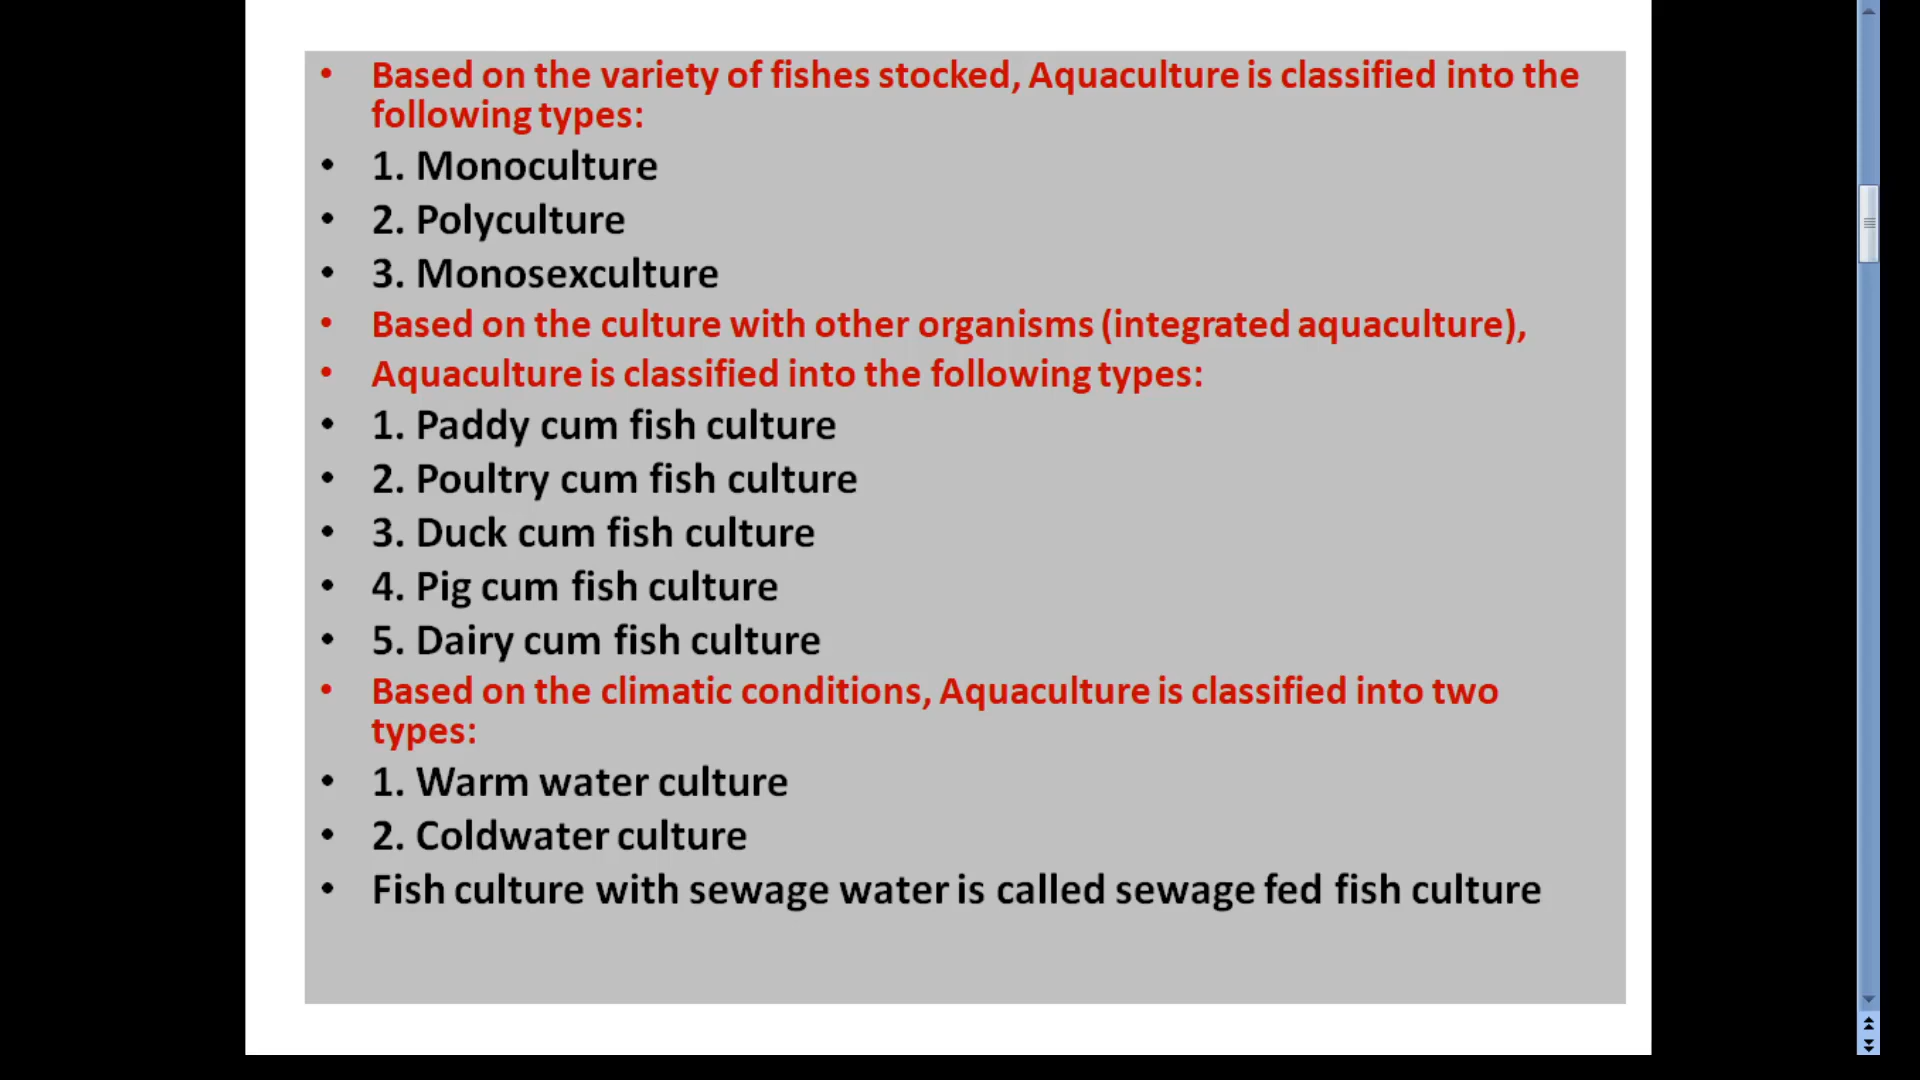 • Based on the variety of fishes stocked, Aquaculture is classified into the
following types:
• 1. Monoculture
• 2. Polyculture
• 3. Monosexculture
• Based on the culture with other organisms (integrated aquaculture),
• Aquaculture is classified into the following types:
• 1. Paddy cum fish culture
• 2. Poultry cum fish culture
• 3. Duck cum fish culture
• 4. Pig cum fish culture
• 5. Dairy cum fish culture
• Based on the climatic conditions, Aquaculture is classified into two
types:
• 1. Warm water culture
• 2. Coldwater culture
• Fish culture with sewage water is called sewage fed fish culture